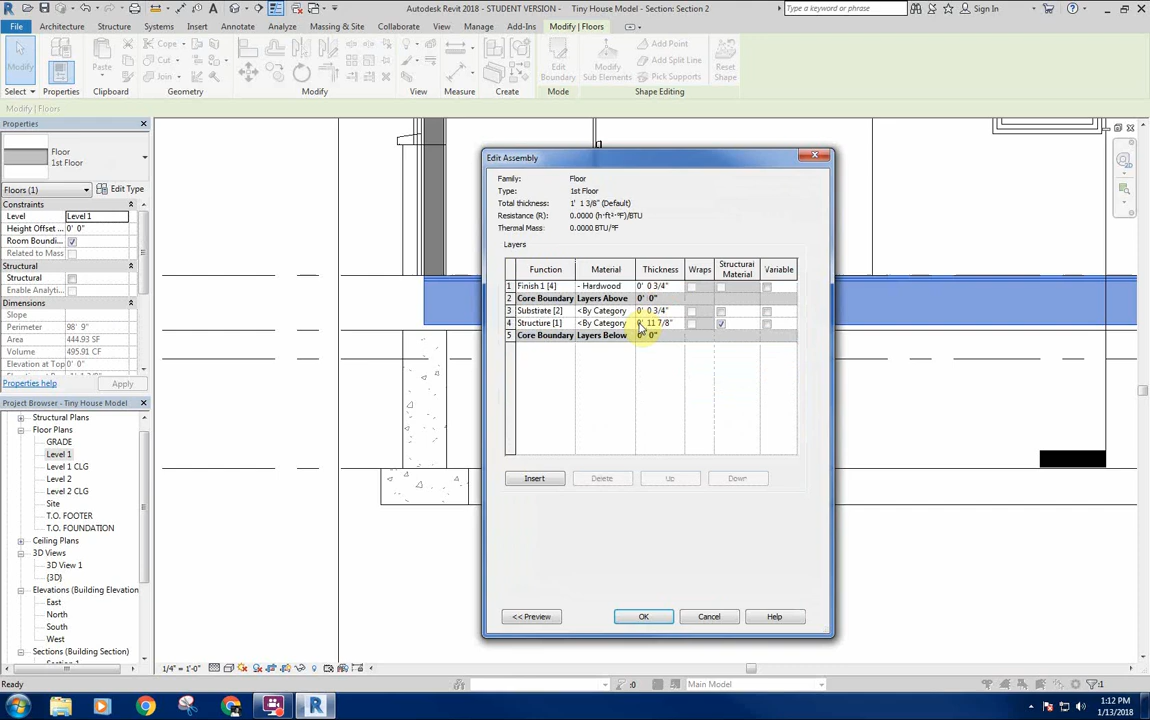 Autodesk Revit 2018 - STUDENT VERSION - Tiny House Model - Section: Section 2
Type a keyword or phrase
Sign In
File Architecture Structure Systems Insert Annotate Analyze Massing & Site Collaborate View Manage Add-Ins Modify | Floors
Modify
Paste
Cope
Cut
Join
Edit Boundary
Modify Sub Elements
Add Point
Add Split Line
Pick Supports
Reset Shape
Select Properties Clipboard Geometry Modify View Measure Create Mode Shape Editing
Modify | Floors
Properties
Floor
1st Floor
Floors (1)
Edit Type
Constraints
Level Level 1
Height Offset ... 0' 0"
Room Boundi...
Related to Mass
Structural
Structural
Enable Analyti...
Dimensions
Slope
Perimeter 98' 9"
Area 444.93 SF
Volume 495.91 CF
Elevation at Top 0' 0"
Properties help
Apply
Project Browser - Tiny House Model
Structural Plans
Floor Plans
GRADE
Level 1
Level 1 CLG
Level 2
Level 2 CLG
Site
T.O. FOOTER
T.O. FOUNDATION
Ceiling Plans
3D Views
3D View 1
{3D}
Elevations (Building Elevation
East
North
South
West
Sections (Building Section)
Edit Assembly
Family: Floor
Type: 1st Floor
Total thickness: 1' 1 3/8" (Default)
Resistance (R): 0.0000 (h·ft²·°F)/BTU
Thermal Mass: 0.0000 BTU/°F
Layers
Function Material Thickness Wraps Structural Material Variable
1 Finish 1 [4] - Hardwood 0' 0 3/4"
2 Core Boundary Layers Above 0' 0"
3 Substrate [2] <By Category 0' 0 3/4"
4 Structure [1] <By Category 0' 11 7/8"
5 Core Boundary Layers Below 0' 0"
Insert Delete Up Down
<< Preview OK Cancel Help
1/4" = 1'-0"
Ready
:0
Main Model
:1
1:12 PM
1/13/2018